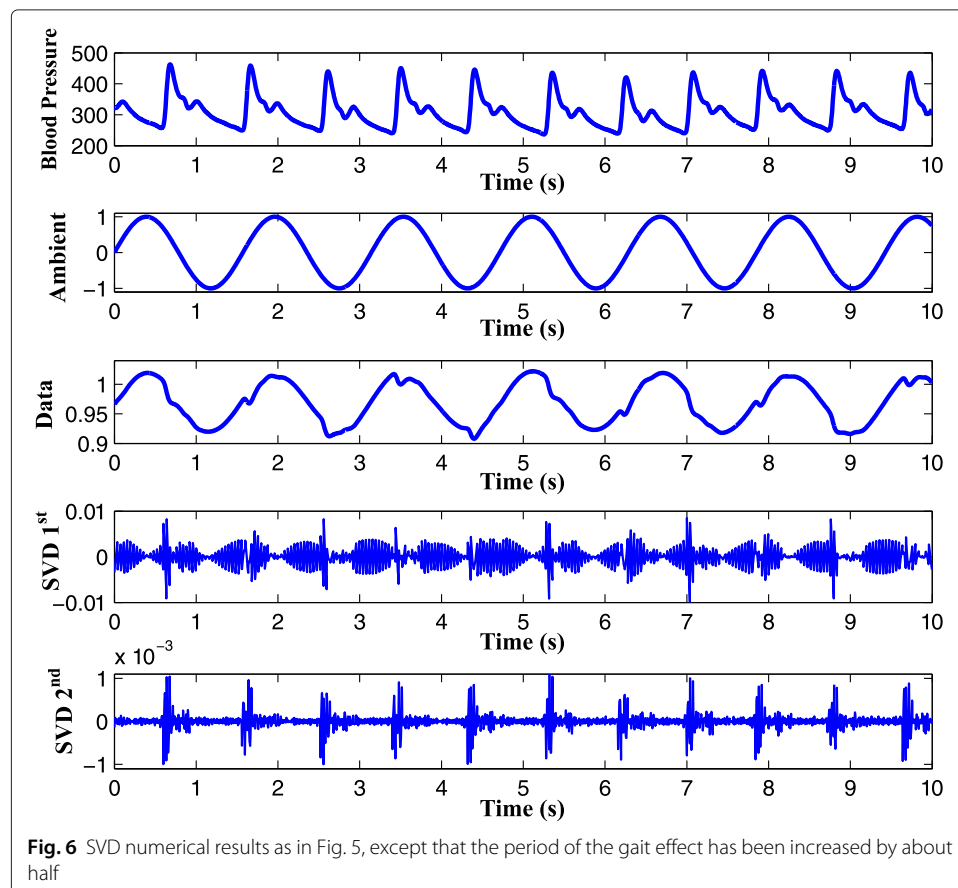 500
400
300
200
Blood Pressure
0 1 2 3 4 5 6 7 8 9 10
Time (s)
1
0
−1
Ambient
0 1 2 3 4 5 6 7 8 9 10
Time (s)
1
0.95
0.9
Data
0 1 2 3 4 5 6 7 8 9 10
Time (s)
0.01
0
−0.01
SVD 1st
0 1 2 3 4 5 6 7 8 9 10
Time (s)
x 10−3
1
0
−1
SVD 2nd
0 1 2 3 4 5 6 7 8 9 10
Time (s)
Fig. 6 SVD numerical results as in Fig. 5, except that the period of the gait effect has been increased by about
half